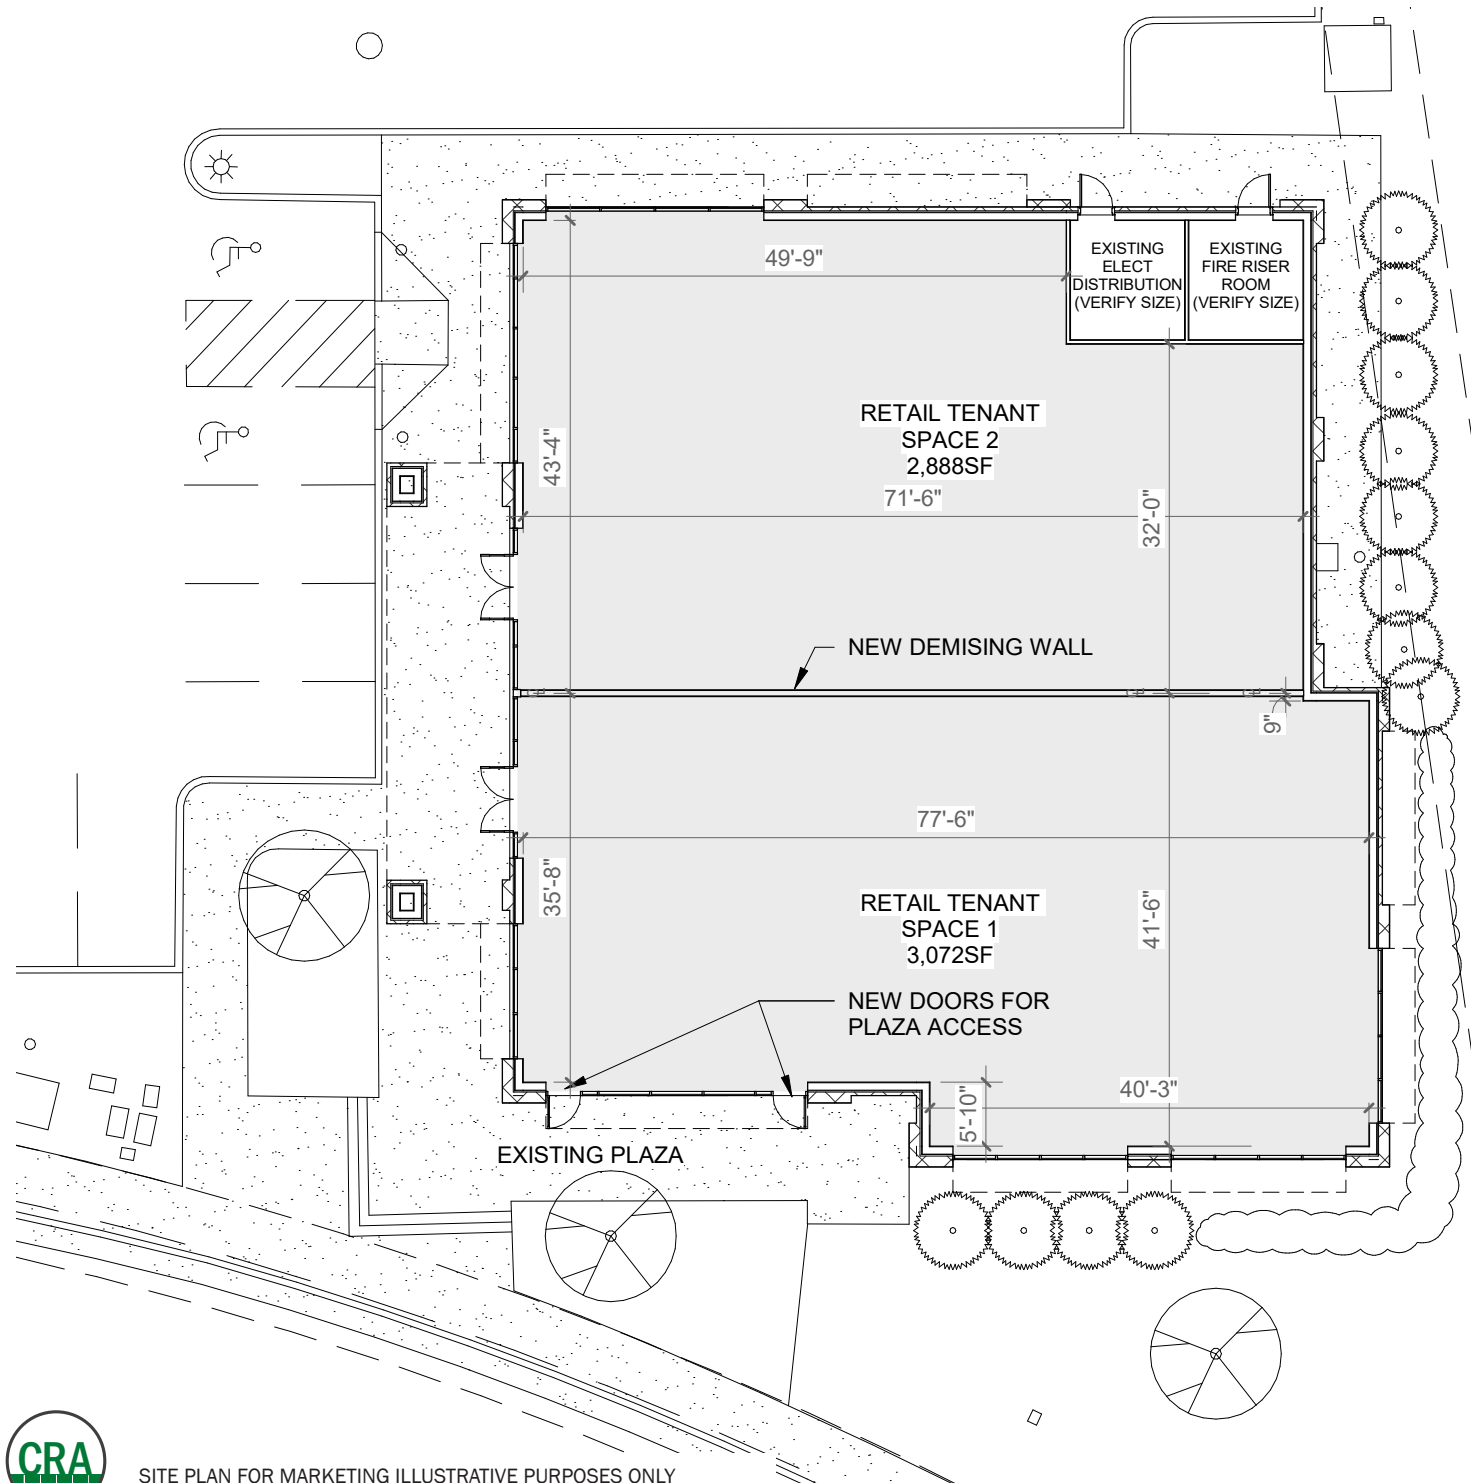 49'-9"
EXISTING
ELECT
DISTRIBUTION
(VERIFY SIZE)
EXISTING
FIRE RISER
ROOM
(VERIFY SIZE)
RETAIL TENANT
SPACE 2
2,888SF
43'-4"
71'-6"
32'-0"
NEW DEMISING WALL
9"
77'-6"
35'-8"
RETAIL TENANT
SPACE 1
3,072SF
41'-6"
NEW DOORS FOR
PLAZA ACCESS
5'-10"
40'-3"
EXISTING PLAZA
CRA
SITE PLAN FOR MARKETING ILLUSTRATIVE PURPOSES ONLY